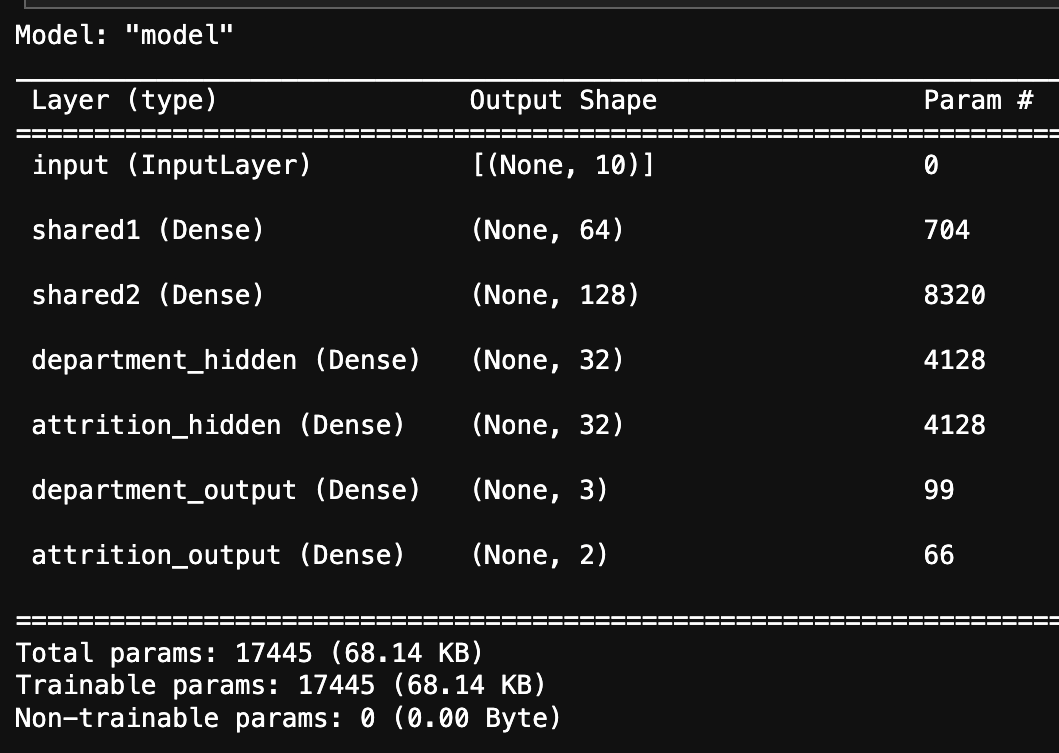 Model: "model"
Layer (type) Output Shape Param #
input (InputLayer) [(None, 10)] 0
shared1 (Dense) (None, 64) 704
shared2 (Dense) (None, 128) 8320
department_hidden (Dense) (None, 32) 4128
attrition_hidden (Dense) (None, 32) 4128
department_output (Dense) (None, 3) 99
attrition_output (Dense) (None, 2) 66
Total params: 17445 (68.14 KB)
Trainable params: 17445 (68.14 KB)
Non-trainable params: 0 (0.00 Byte)